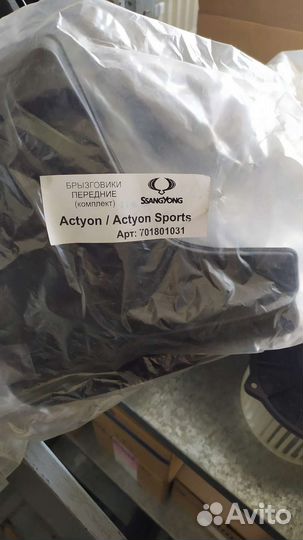 БРЫЗГОВИКИ
ПЕРЕДНИЕ
(комплект)
SSANGYONG
Actyon / Actyon Sports
Арт: 701801031
Avito